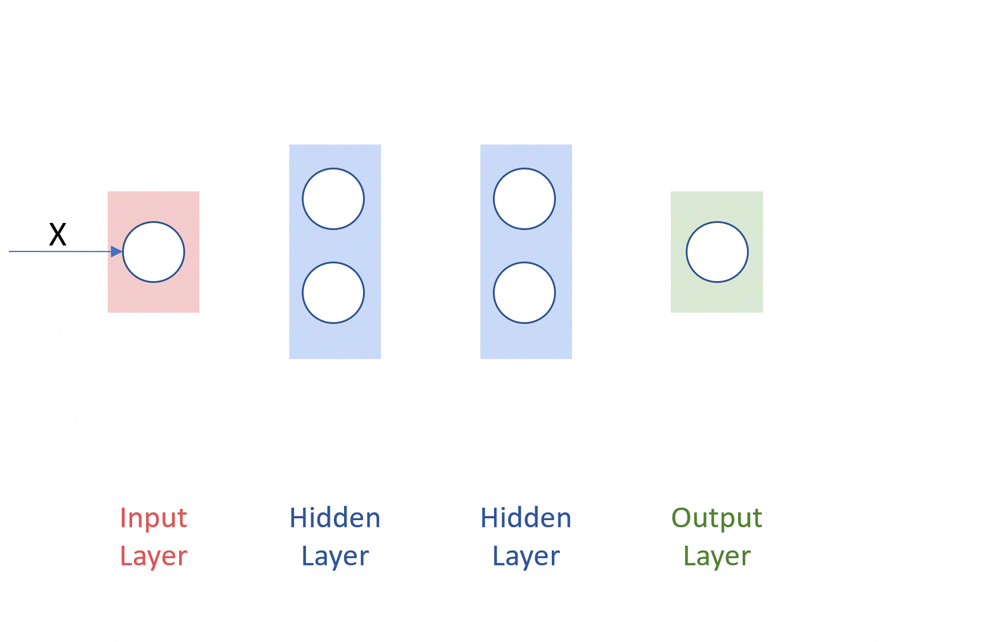 X
Input
Layer
Hidden
Layer
Hidden
Layer
Output
Layer